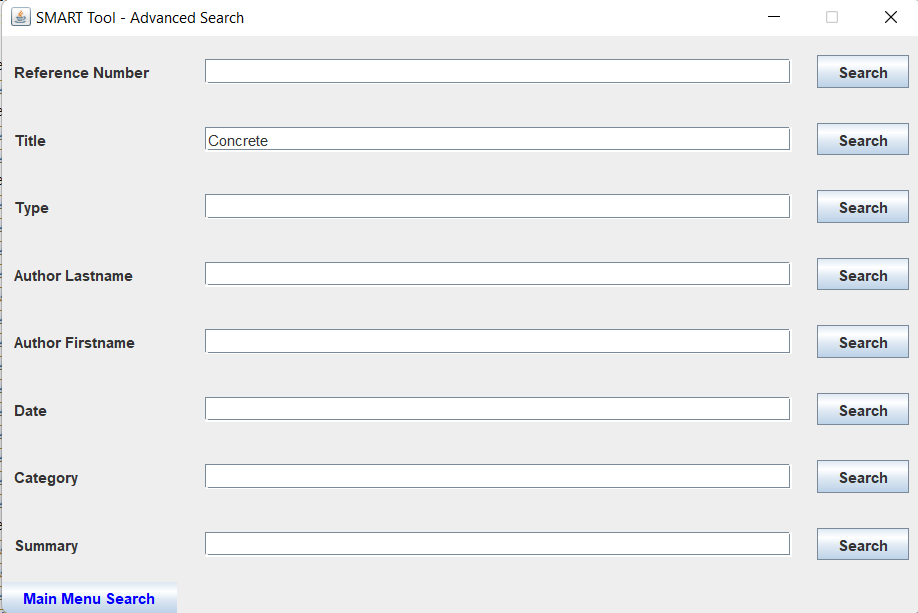 SMART Tool - Advanced Search
Reference Number Search
Title Concrete Search
Type Search
Author Lastname Search
Author Firstname Search
Date Search
Category Search
Summary Search
Main Menu Search